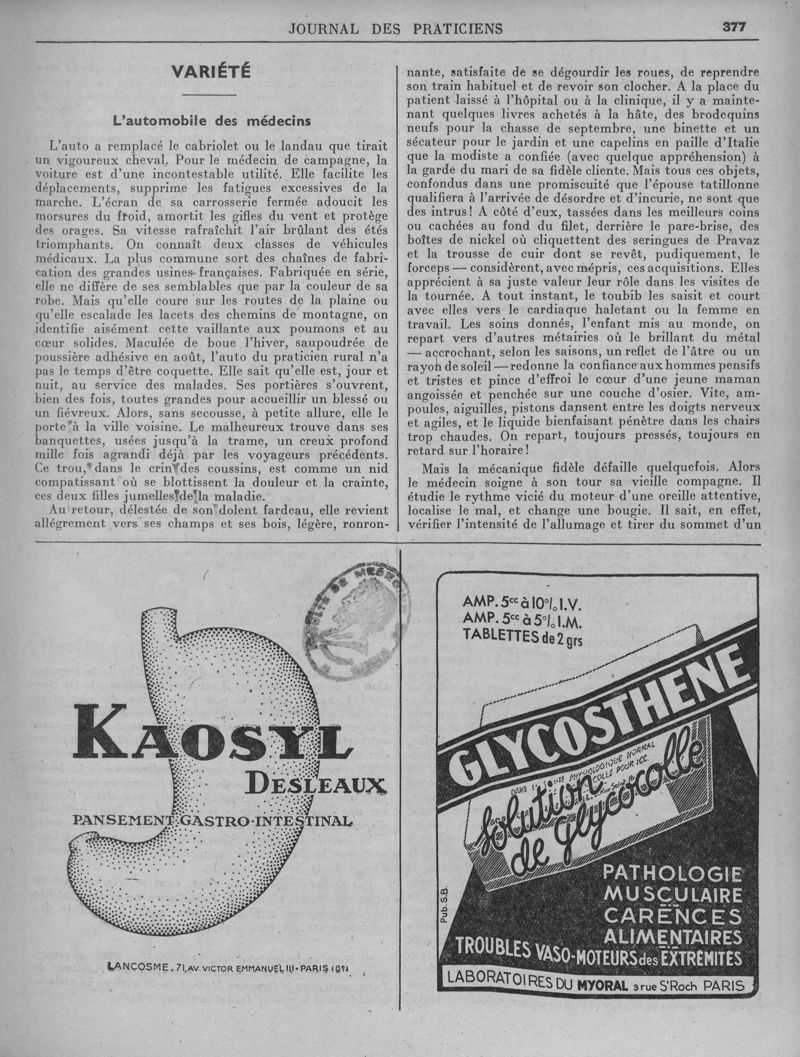 JOURNAL DES PRATICIENS
377
VARIÉTÉ
L'automobile des médecins
L'auto a remplacé le cabriolet ou le landau que tirait
un vigoureux cheval. Pour le médecin de campagne, la
voiture est d'une incontestable utilité. Elle facilite les
déplacements, supprime les fatigues excessives de la
marche. L'écran de sa carrosserie fermée adoucit les
morsures du froid, amortit les gifles du vent et protège
des orages. Sa vitesse rafraîchit l'air brûlant des étés
triomphants. On connaît deux classes de véhicules
médicaux. La plus commune sort des chaînes de fabri-
cation des grandes usines françaises. Fabriquée en série,
elle ne diffère de ses semblables que par la couleur de sa
robe. Mais qu'elle coure sur les routes de la plaine ou
qu'elle escalade les lacets des chemins de montagne, on
identifie aisément cette vaillante aux poumons et au
cœur solides. Maculée de boue l'hiver, saupoudrée de
poussière adhésive en août, l'auto du praticien rural n'a
pas le temps d'être coquette. Elle sait qu'elle est, jour et
nuit, au service des malades. Ses portières s'ouvrent,
bien des fois, toutes grandes pour accueillir un blessé ou
un fiévreux. Alors, sans secousse, à petite allure, elle le
porte à la ville voisine. Le malheureux trouve dans ses
banquettes, usées jusqu'à la trame, un creux profond
mille fois agrandi déjà par les voyageurs précédents.
Ce trou, dans le crin des coussins, est comme un nid
compatissant où se blottissent la douleur et la crainte,
ces deux filles jumelles de la maladie.
Au retour, délestée de son dolent fardeau, elle revient
allégrement vers ses champs et ses bois, légère, ronron-
nante, satisfaite de se dégourdir les roues, de reprendre
son train habituel et de revoir son clocher. A la place du
patient laissé à l'hôpital ou à la clinique, il y a mainte-
nant quelques livres achetés à la hâte, des brodequins
neufs pour la chasse de septembre, une binette et un
sécateur pour le jardin et une capelins en paille d'Italie
que la modiste a confiée (avec quelque appréhension) à
la garde du mari de sa fidèle cliente. Mais tous ces objets,
confondus dans une promiscuité que l'épouse tatillonne
qualifiera à l'arrivée de désordre et d'incurie, ne sont que
des intrus! A côté d'eux, tassées dans les meilleurs coins
ou cachées au fond du filet, derrière le pare-brise, des
boîtes de nickel où cliquettent des seringues de Pravaz
et la trousse de cuir dont se revêt, pudiquement, le
forceps — considèrent, avec mépris, ces acquisitions. Elles
apprécient à sa juste valeur leur rôle dans les visites de
la tournée. A tout instant, le toubib les saisit et court
avec elles vers le cardiaque haletant ou la femme en
travail. Les soins donnés, l'enfant mis au monde, on
repart vers d'autres métairies où le brillant du métal
— accrochant, selon les saisons, un reflet de l'âtre ou un
rayon de soleil — redonne la confiance aux hommes pensifs
et tristes et pince d'effroi le cœur d'une jeune maman
angoissée et penchée sur une couche d'osier. Vite, am-
poules, aiguilles, pistons dansent entre les doigts nerveux
et agiles, et le liquide bienfaisant pénètre dans les chairs
trop chaudes. On repart, toujours pressés, toujours en
retard sur l'horaire!
Mais la mécanique fidèle défaille quelquefois. Alors
le médecin soigne à son tour sa vieille compagne. Il
étudie le rythme vicié du moteur d'une oreille attentive,
localise le mal, et change une bougie. Il sait, en effet,
vérifier l'intensité de l'allumage et tirer du sommet d'un
KAOSYL
DESLEAUX
PANSEMENT GASTRO-INTESTINAL
LANCOSME. 71, AV VICTOR EMMANUEL III - PARIS (8e)
AMP. 5cc à 10% I.V.
AMP. 5cc à 5% I.M.
TABLETTES de 2 grs
GLYCOSTHENE
Solution
de Glycocolle
PATHOLOGIE
MUSCULAIRE
CARENCES
ALIMENTAIRES
TROUBLES VASO-MOTEURS des EXTRÉMITÉS
Pub S.B.
LABORATOIRES DU MYORAL 3 rue St Roch PARIS